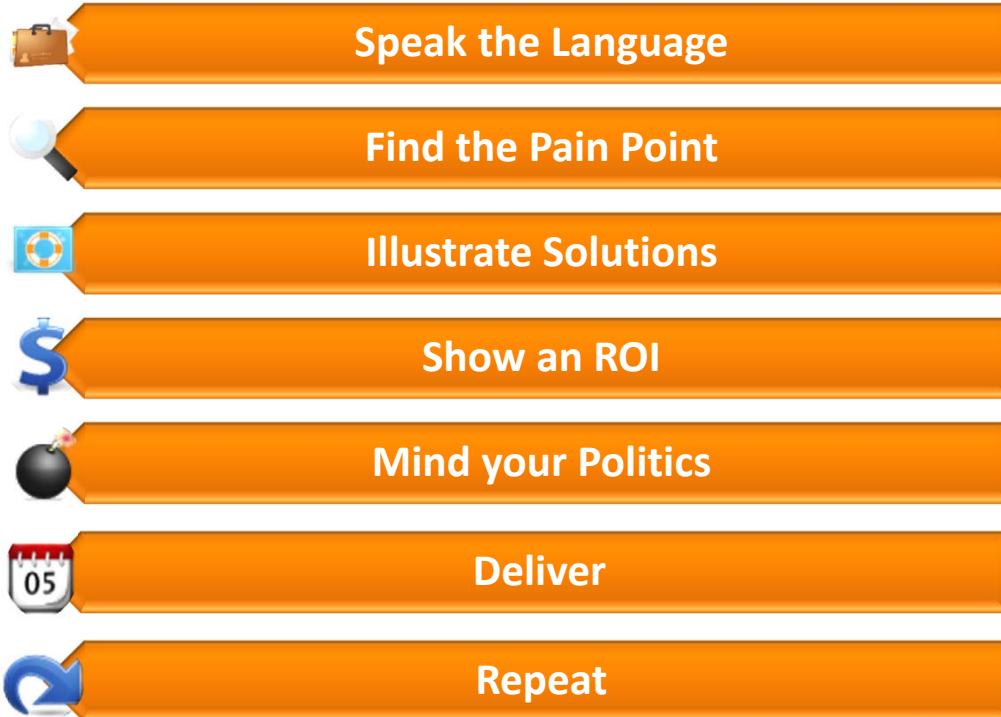 Speak the Language
Find the Pain Point
Illustrate Solutions
Show an ROI
Mind your Politics
05
Deliver
Repeat